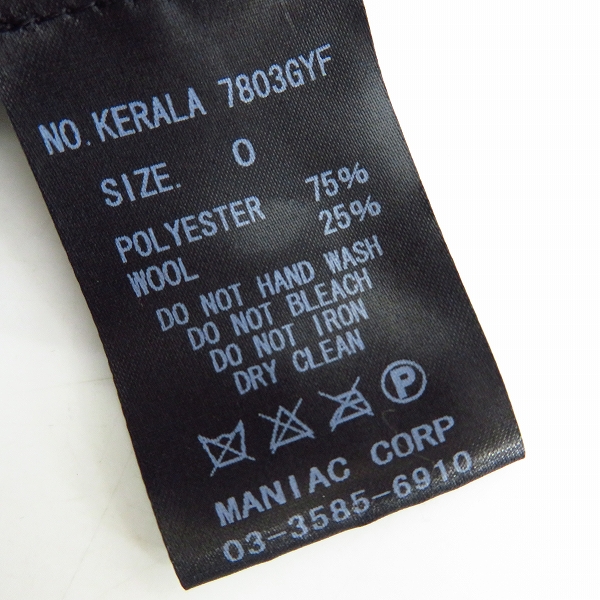 NO. KERALA 7803GYF
SIZE. 0
POLYESTER 75%
WOOL 25%
DO NOT HAND WASH
DO NOT BLEACH
DO NOT IRON
DRY CLEAN
P
MANIAC CORP
03-3585-6910